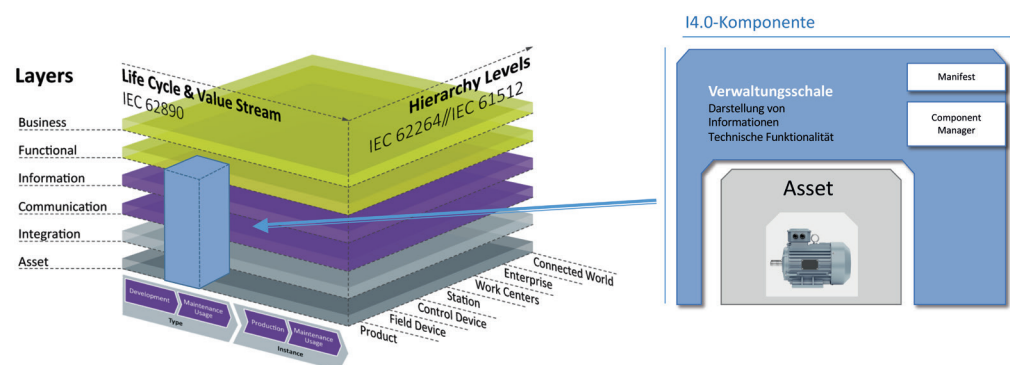 Layers
Life Cycle & Value Stream
IEC 62890
Hierarchy Levels
IEC 62264//IEC 61512
Business
Functional
Information
Communication
Integration
Asset
Development
Maintenance
Usage
Type
Production
Maintenance
Usage
Instance
Connected World
Enterprise
Work Centers
Station
Control Device
Field Device
Product
I4.0-Komponente
Verwaltungsschale
Darstellung von
Informationen
Technische Funktionalität
Manifest
Component
Manager
Asset